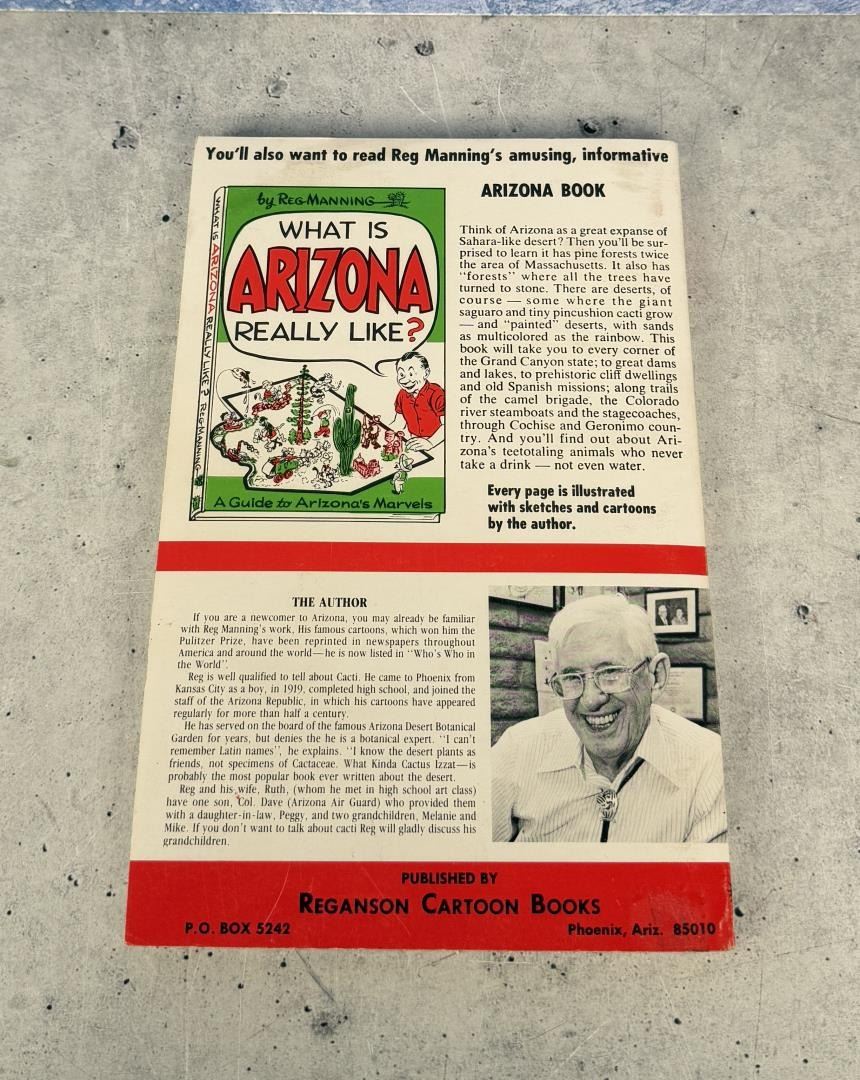 You'll also want to read Reg Manning's amusing, informative
ARIZONA BOOK
WHAT IS ARIZONA REALLY LIKE? REG MANNING
by REG MANNING
WHAT IS
ARIZONA
REALLY LIKE?
A Guide to Arizona's Marvels
Think of Arizona as a great expanse of
Sahara-like desert? Then you'll be sur-
prised to learn it has pine forests twice
the area of Massachusetts. It also has
"forests" where all the trees have
turned to stone. There are deserts, of
course — some where the giant
saguaro and tiny pincushion cacti grow
— and "painted" deserts, with sands
as multicolored as the rainbow. This
book will take you to every corner of
the Grand Canyon state; to great dams
and lakes, to prehistoric cliff dwellings
and old Spanish missions; along trails
of the camel brigade, the Colorado
river steamboats and the stagecoaches,
through Cochise and Geronimo coun-
try. And you'll find out about Ari-
zona's teetotaling animals who never
take a drink — not even water.
Every page is illustrated
with sketches and cartoons
by the author.
THE AUTHOR
If you are a newcomer to Arizona, you may already be familiar
with Reg Manning's work. His famous cartoons, which won him the
Pulitzer Prize, have been reprinted in newspapers throughout
America and around the world—he is now listed in "Who's Who in
the World".
Reg is well qualified to tell about Cacti. He came to Phoenix from
Kansas City as a boy, in 1919, completed high school, and joined the
staff of the Arizona Republic, in which his cartoons have appeared
regularly for more than half a century.
He has served on the board of the famous Arizona Desert Botanical
Garden for years, but denies the he is a botanical expert. "I can't
remember Latin names", he explains. "I know the desert plants as
friends, not specimens of Cactaceae. What Kinda Cactus Izzat—is
probably the most popular book ever written about the desert.
Reg and his wife, Ruth, (whom he met in high school art class)
have one son, Col. Dave (Arizona Air Guard) who provided them
with a daughter-in-law, Peggy, and two grandchildren, Melanie and
Mike. If you don't want to talk about cacti Reg will gladly discuss his
grandchildren.
PUBLISHED BY
REGANSON CARTOON BOOKS
P.O. BOX 5242
Phoenix, Ariz. 85010